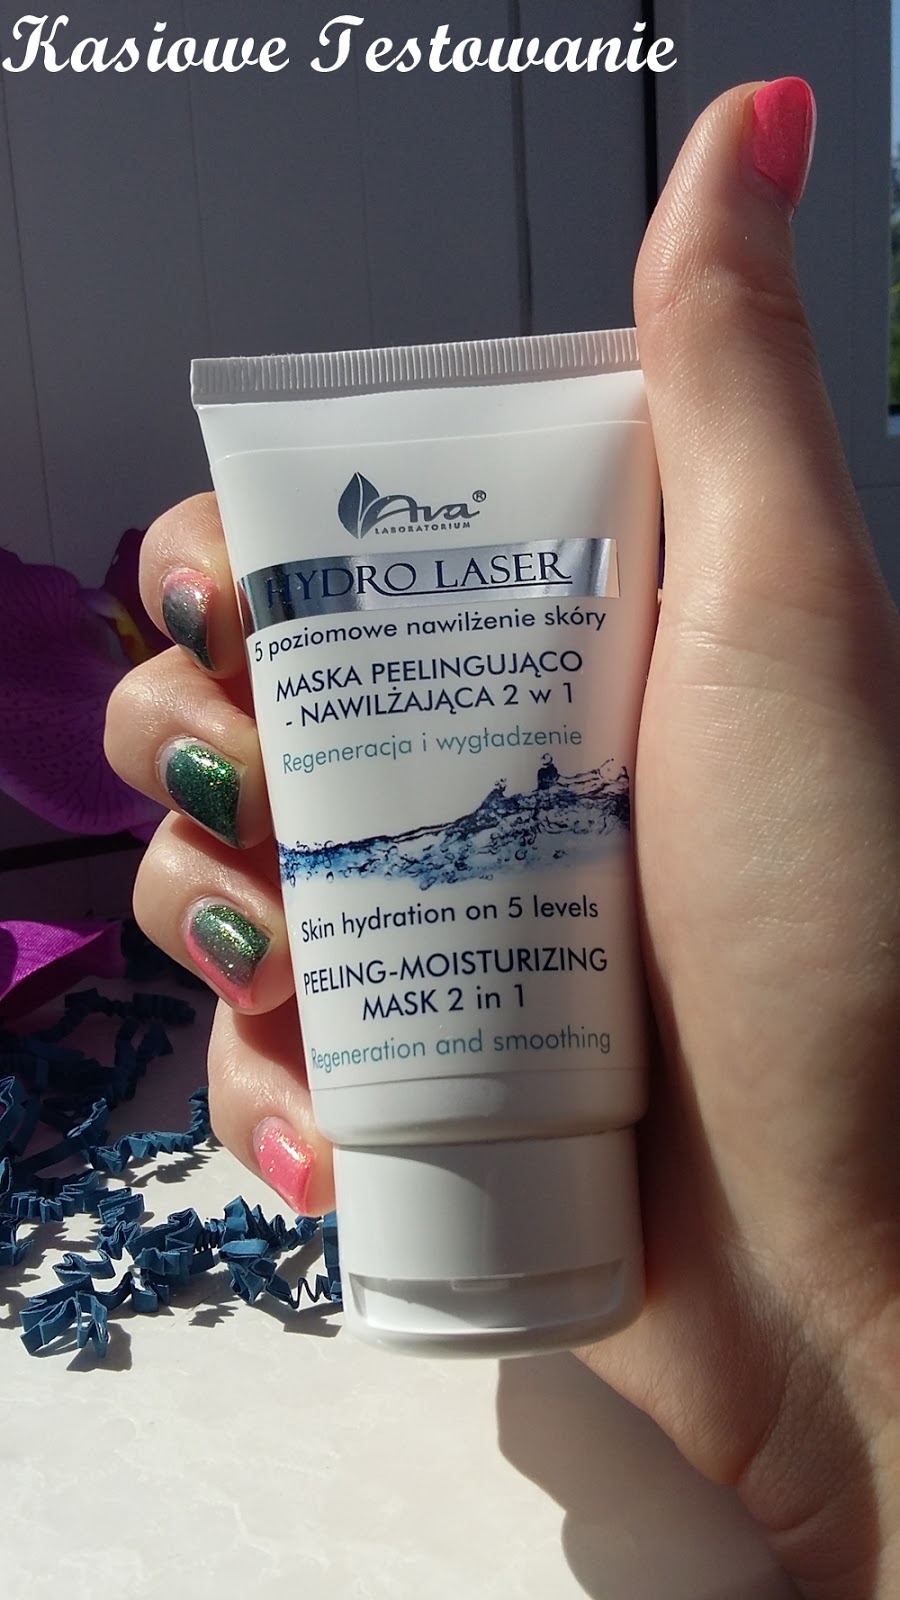 Kasiowe Testowanie
Ava®
LABORATORIUM
HYDRO LASER
5 poziomowe nawilżenie skóry
MASKA PEELINGUJĄCO
- NAWILŻAJĄCA 2 w 1
Regeneracja i wygładzenie
Skin hydration on 5 levels
PEELING-MOISTURIZING
MASK 2 in 1
Regeneration and smoothing